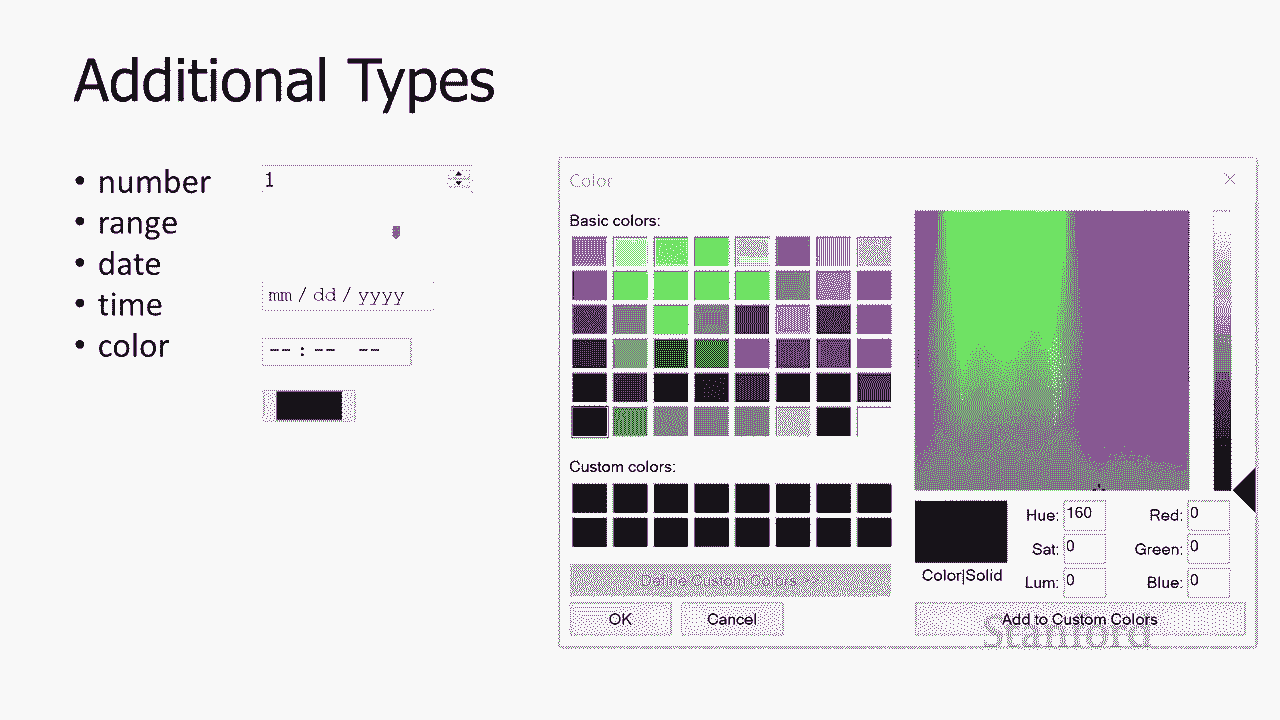 Additional Types
• number
• range
• date
• time
• color
1
mm / dd / yyyy
-- : -- --
Color
Basic colors:
Custom colors:
Define Custom Colors >>
OK
Cancel
Hue: 160
Sat: 0
Lum: 0
Red: 0
Green: 0
Blue: 0
Color|Solid
Add to Custom Colors
Stanford